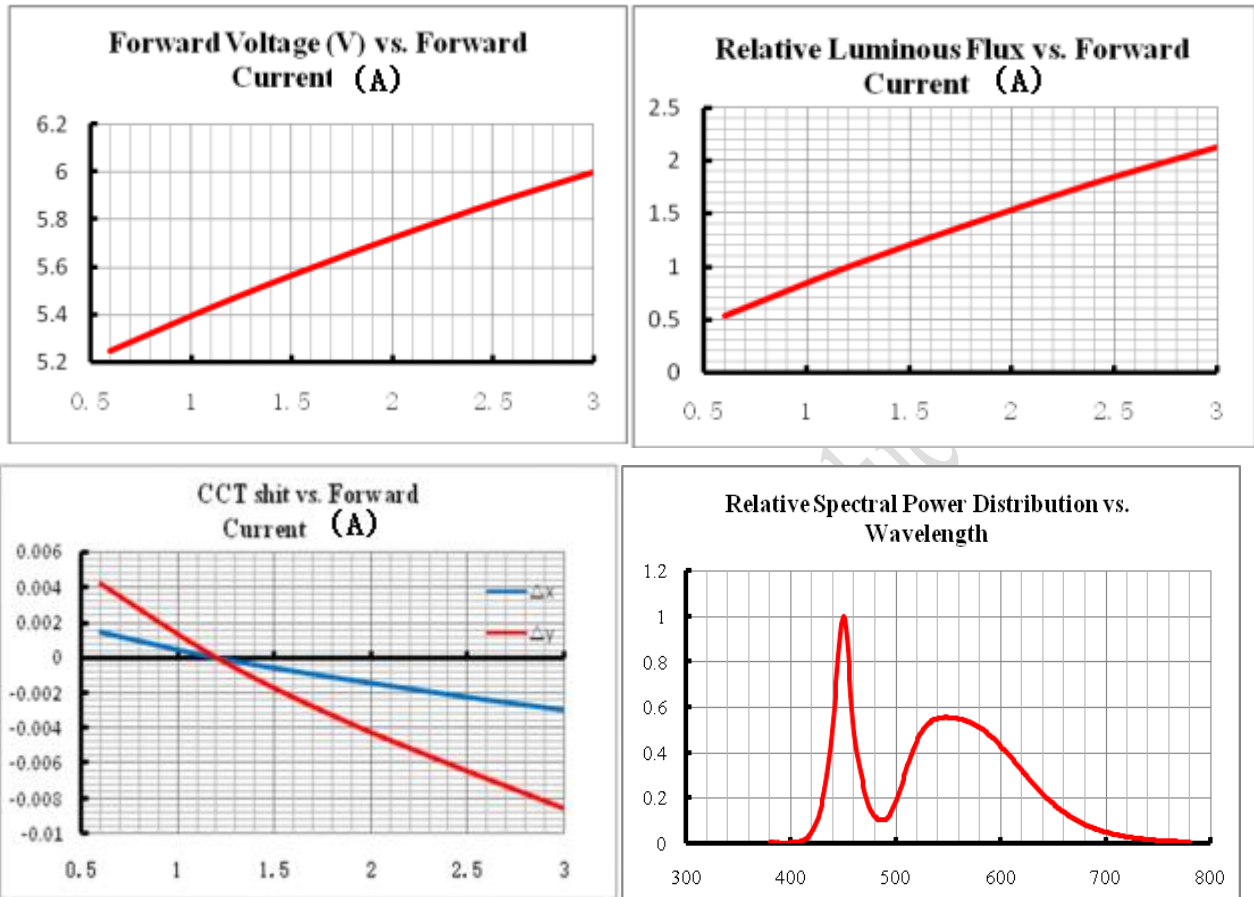 Forward Voltage (V) vs. Forward
Current (A)
6.2
6
5.8
5.6
5.4
5.2
0.5 1 1.5 2 2.5 3
Relative Luminous Flux vs. Forward
Current (A)
2.5
2
1.5
1
0.5
0
0.5 1 1.5 2 2.5 3
CCT shit vs. Forward
Current (A)
0.006
0.004
0.002
0
-0.002
-0.004
-0.006
-0.008
-0.01
△x
△y
0.5 1 1.5 2 2.5 3
Relative Spectral Power Distribution vs.
Wavelength
1.2
1
0.8
0.6
0.4
0.2
0
300 400 500 600 700 800